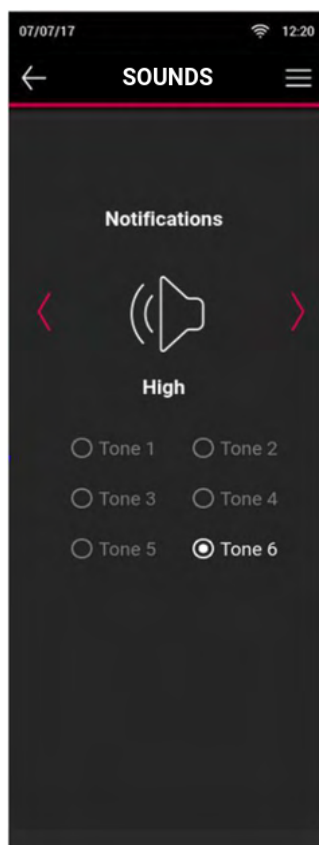 07/07/17 12:20
SOUNDS
Notifications
High
Tone 1 Tone 2
Tone 3 Tone 4
Tone 5 Tone 6